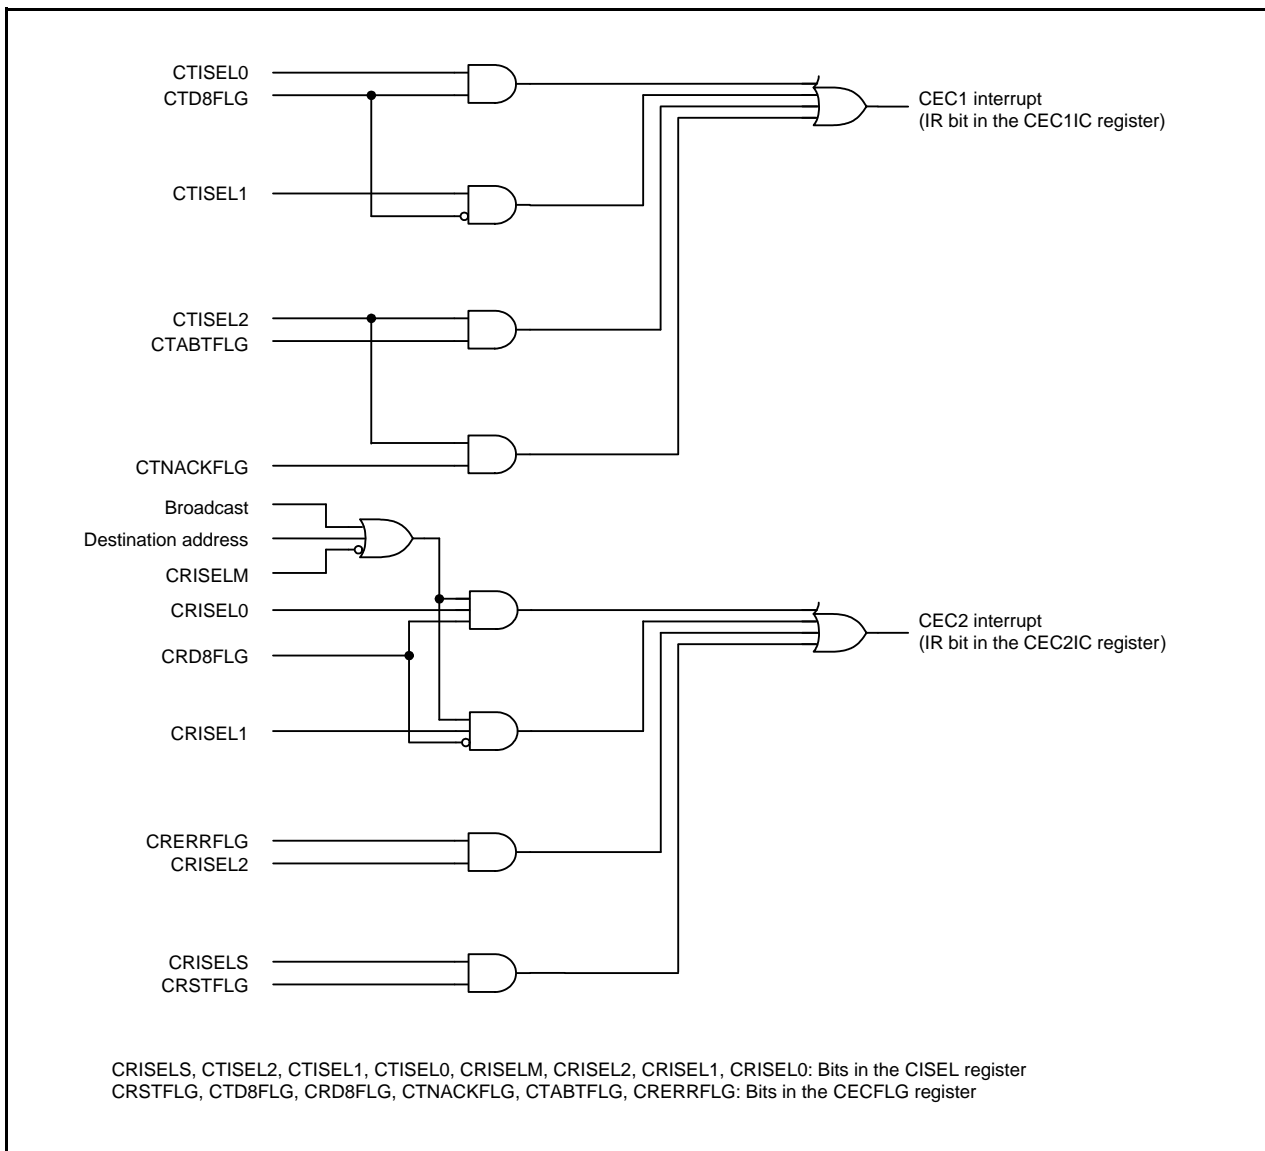 CTISEL0
CTD8FLG
CEC1 interrupt
(IR bit in the CEC1IC register)
CTISEL1
CTISEL2
CTABTFLG
CTNACKFLG
Broadcast
Destination address
CRISELM
CRISEL0
CEC2 interrupt
(IR bit in the CEC2IC register)
CRD8FLG
CRISEL1
CRERRFLG
CRISEL2
CRISELS
CRSTFLG
CRISELS, CTISEL2, CTISEL1, CTISEL0, CRISELM, CRISEL2, CRISEL1, CRISEL0: Bits in the CISEL register
CRSTFLG, CTD8FLG, CRD8FLG, CTNACKFLG, CTABTFLG, CRERRFLG: Bits in the CECFLG register